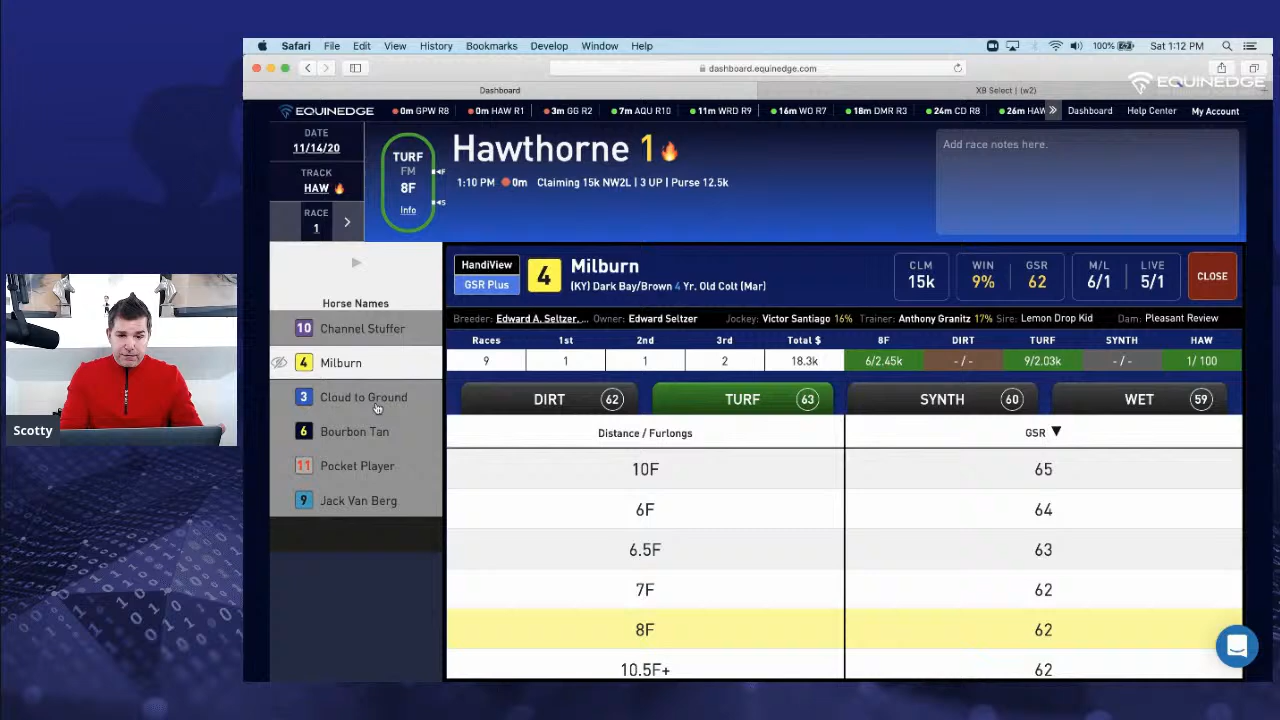 Safari File Edit View History Bookmarks Develop Window Help 100% Sat 1:12 PM
dashboard.equinedge.com
Dashboard XB Select | (w2)
EQUINEDGE
EQUINEDGE 0m GPW R8 0m HAW R1 3m GG R2 7m AQU R10 11m WRD R9 16m WO R7 18m DMR R3 24m CD R8 26m HAW Dashboard Help Center My Account
DATE
11/14/20
TRACK
HAW
RACE
1
TURF
FM
8F
Info
F
S
Hawthorne 1
1:10 PM 0m Claiming 15k NW2L | 3 UP | Purse 12.5k
Add race notes here.
Horse Names
10 Channel Stuffer
4 Milburn
3 Cloud to Ground
6 Bourbon Tan
11 Pocket Player
9 Jack Van Berg
HandiView
GSR Plus
4
Milburn
(KY) Dark Bay/Brown 4 Yr. Old Colt (Mar)
CLM
15k
WIN GSR
9% 62
M/L LIVE
6/1 5/1
CLOSE
Breeder: Edward A. Seltzer, ... Owner: Edward Seltzer Jockey: Victor Santiago 16% Trainer: Anthony Granitz 17% Sire: Lemon Drop Kid Dam: Pleasant Review
Races 1st 2nd 3rd Total $ 8F DIRT TURF SYNTH HAW
9 1 1 2 18.3k 6/2.45k - / - 9/2.03k - / - 1/ 100
DIRT 62 TURF 63 SYNTH 60 WET 59
Distance / Furlongs GSR ▼
10F 65
6F 64
6.5F 63
7F 62
8F 62
10.5F+ 62
Scotty